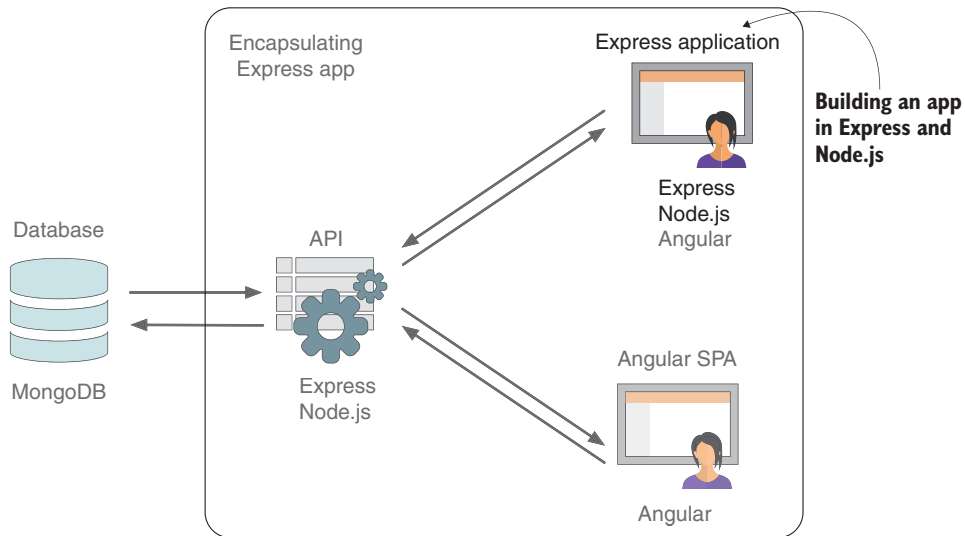 Encapsulating
Express app
Express application
Building an app
in Express and
Node.js
Express
Node.js
Angular
Database
API
MongoDB
Express
Node.js
Angular SPA
Angular